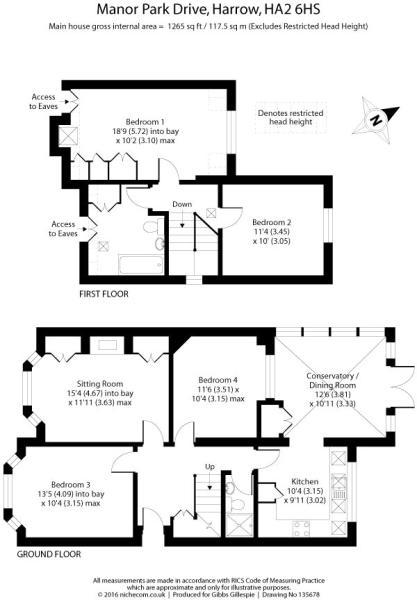 Manor Park Drive, Harrow, HA2 6HS
Main house gross internal area = 1265 sq ft / 117.5 sq m (Excludes Restricted Head Height)
Access
to Eaves
Bedroom 1
18'9 (5.72) into bay
x 10'2 (3.10) max
Denotes restricted
head height
N
Access
to Eaves
Down
Bedroom 2
11'4 (3.45)
x 10' (3.05)
FIRST FLOOR
Sitting Room
15'4 (4.67) into bay
x 11'11 (3.63) max
Bedroom 4
11'6 (3.51)
x 10'4 (3.15) max
Conservatory /
Dining Room
12'6 (3.81)
x 10'11 (3.33)
Bedroom 3
13'5 (4.09) into bay
x 10'4 (3.15) max
Up
Kitchen
10'4 (3.15)
x 9'11 (3.02)
GROUND FLOOR
All measurements are made in accordance with RICS Code of Measuring Practice
which are approximate and only for illustrative purposes.
© 2016 nichecom.co.uk | Produced for Gibbs Gillespie | Drawing No 135678